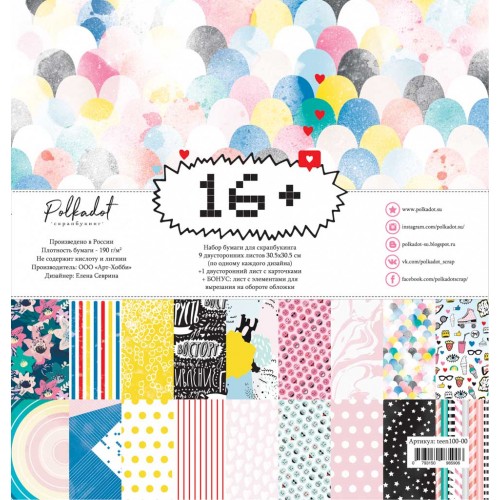 16+
Polkadot
скрапбукинг
Произведено в России
Плотность бумаги - 190 г/м²
Не содержит кислоту и лигнин
Производитель: ООО «Арт-Хобби»
Дизайнер: Елена Севрина
Набор бумаги для скрапбукинга
9 двусторонних листов 30.5х30.5 см
(по одному каждого дизайна)
+1 двусторонний лист с карточками
+ БОНУС: лист с элементами для
вырезания на обороте обложки
polkadot.su/
instagram.com/polkadot.su/
polkadot-su.blogspot.ru
vk.com/polkadot_scrap
facebook.com/polkadotscrap/
ГРУСТЬ
ВОСТОРГ
Артикул: teen100-00